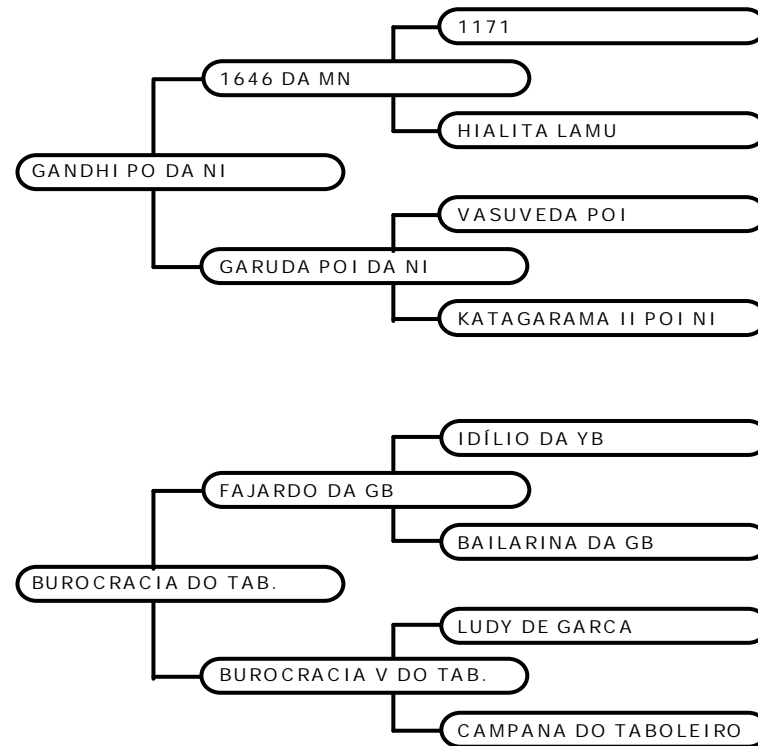 1171
1646 DA MN
HIALITA LAMU
GANDHI PO DA NI
VASUVEDA POI
GARUDA POI DA NI
KATAGARAMA II POI NI
IDÍLIO DA YB
FAJARDO DA GB
BAILARINA DA GB
BUROCRACIA DO TAB.
LUDY DE GARCA
BUROCRACIA V DO TAB.
CAMPANA DO TABOLEIRO